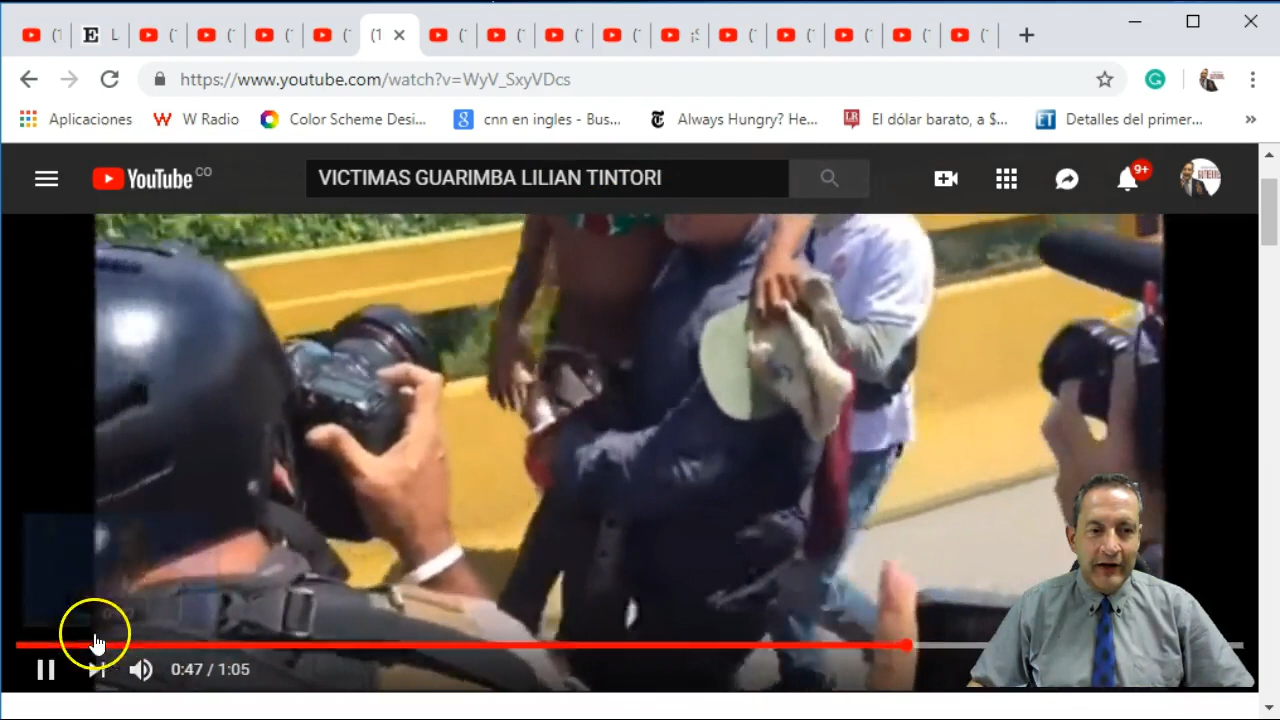 L
(1
https://www.youtube.com/watch?v=WyV_SxyVDcs
Aplicaciones
W Radio
Color Scheme Desi...
cnn en ingles - Bus...
Always Hungry? He...
El dólar barato, a $...
Detalles del primer...
YouTube CO
VICTIMAS GUARIMBA LILIAN TINTORI
9+
0:47 / 1:05